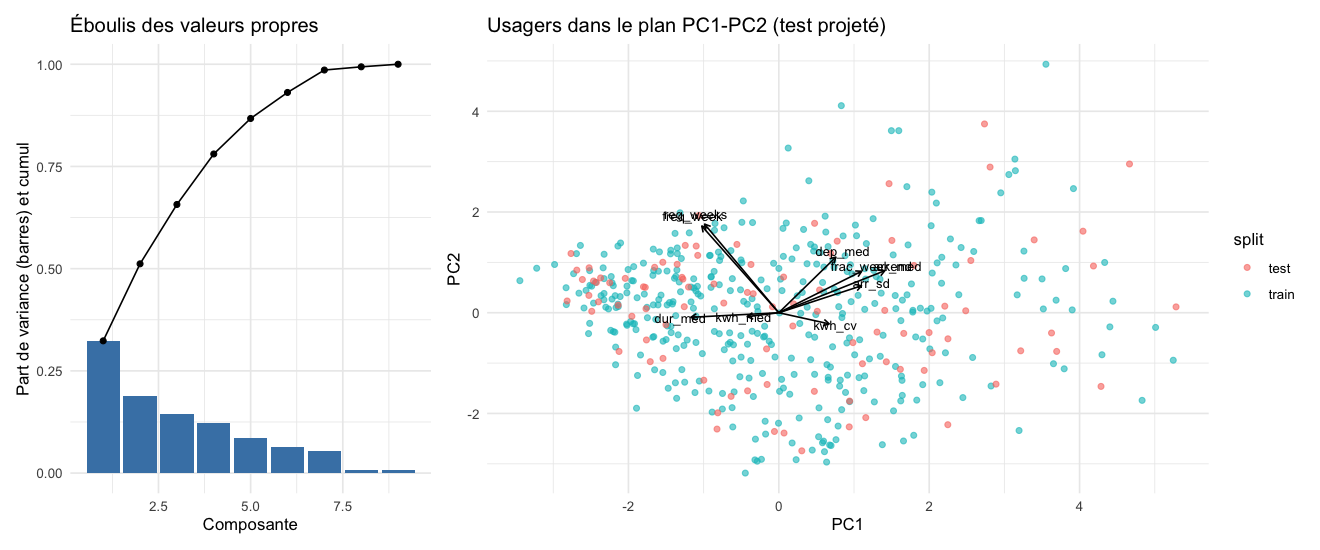 Éboulis des valeurs propres
Part de variance (barres) et cumul
1.00
0.75
0.50
0.25
0.00
2.5
5.0
7.5
Composante
Usagers dans le plan PC1-PC2 (test projeté)
PC2
4
2
0
-2
freq_week
dep_med
arr_sd
dur_med
kwh_med
kwh_cv
-2
0
2
4
PC1
split
test
train